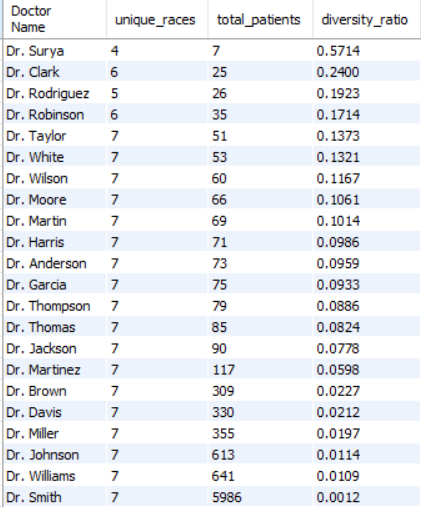 Doctor Name unique_races total_patients diversity_ratio
Dr. Surya 4 7 0.5714
Dr. Clark 6 25 0.2400
Dr. Rodriguez 5 26 0.1923
Dr. Robinson 6 35 0.1714
Dr. Taylor 7 51 0.1373
Dr. White 7 53 0.1321
Dr. Wilson 7 60 0.1167
Dr. Moore 7 66 0.1061
Dr. Martin 7 69 0.1014
Dr. Harris 7 71 0.0986
Dr. Anderson 7 73 0.0959
Dr. Garcia 7 75 0.0933
Dr. Thompson 7 79 0.0886
Dr. Thomas 7 85 0.0824
Dr. Jackson 7 90 0.0778
Dr. Martinez 7 117 0.0598
Dr. Brown 7 309 0.0227
Dr. Davis 7 330 0.0212
Dr. Miller 7 355 0.0197
Dr. Johnson 7 613 0.0114
Dr. Williams 7 641 0.0109
Dr. Smith 7 5986 0.0012